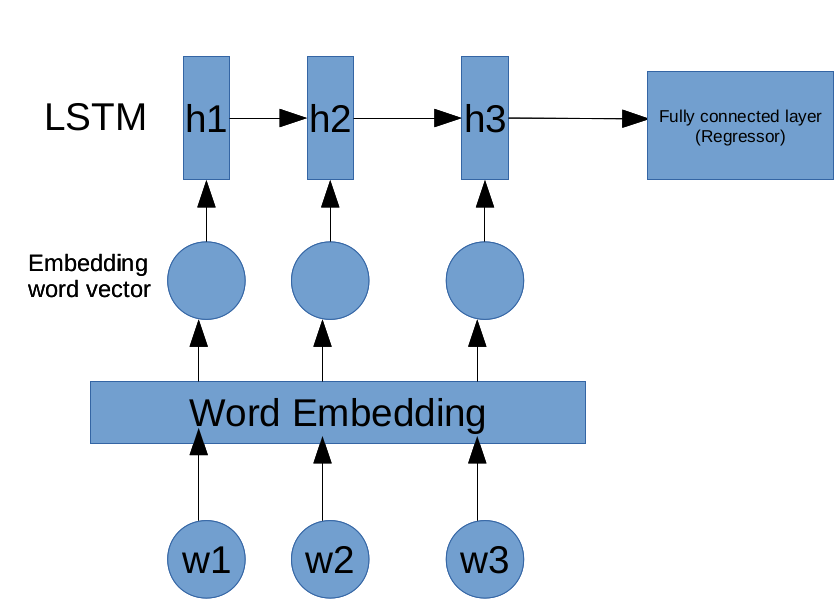 LSTM
h1
h2
h3
Fully connected layer
(Regressor)
Embedding
word vector
Word Embedding
w1
w2
w3